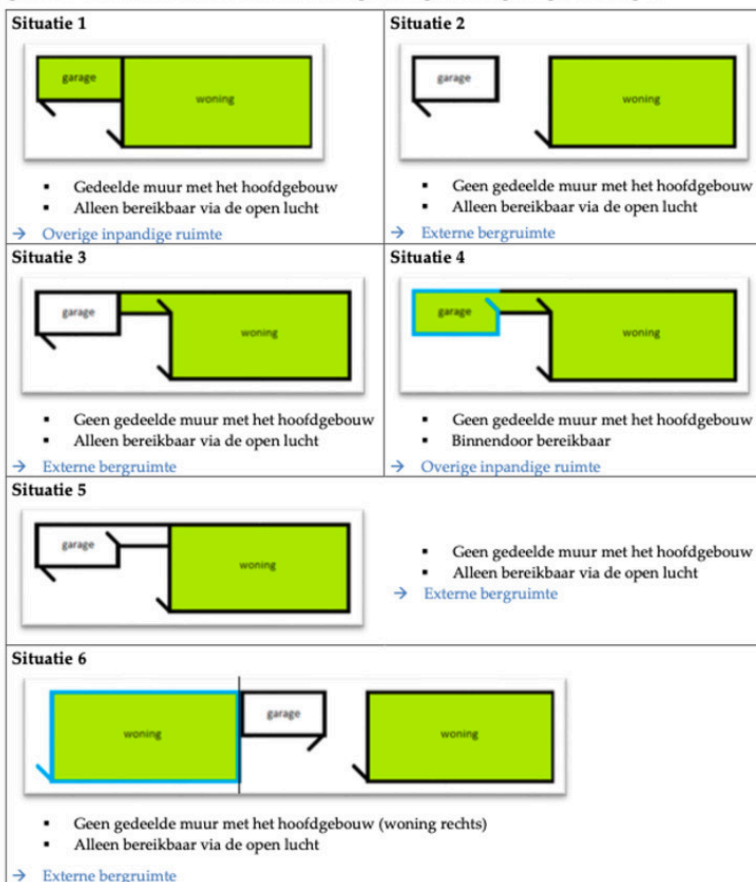 Situatie 1
garage
woning
▪ Gedeelde muur met het hoofdgebouw
▪ Alleen bereikbaar via de open lucht
→ Overige inpandige ruimte
Situatie 2
garage
woning
▪ Geen gedeelde muur met het hoofdgebouw
▪ Alleen bereikbaar via de open lucht
→ Externe bergruimte
Situatie 3
garage
woning
▪ Geen gedeelde muur met het hoofdgebouw
▪ Alleen bereikbaar via de open lucht
→ Externe bergruimte
Situatie 4
garage
woning
▪ Geen gedeelde muur met het hoofdgebouw
▪ Binnendoor bereikbaar
→ Overige inpandige ruimte
Situatie 5
garage
woning
▪ Geen gedeelde muur met het hoofdgebouw
▪ Alleen bereikbaar via de open lucht
→ Externe bergruimte
Situatie 6
woning
garage
woning
▪ Geen gedeelde muur met het hoofdgebouw (woning rechts)
▪ Alleen bereikbaar via de open lucht
→ Externe bergruimte